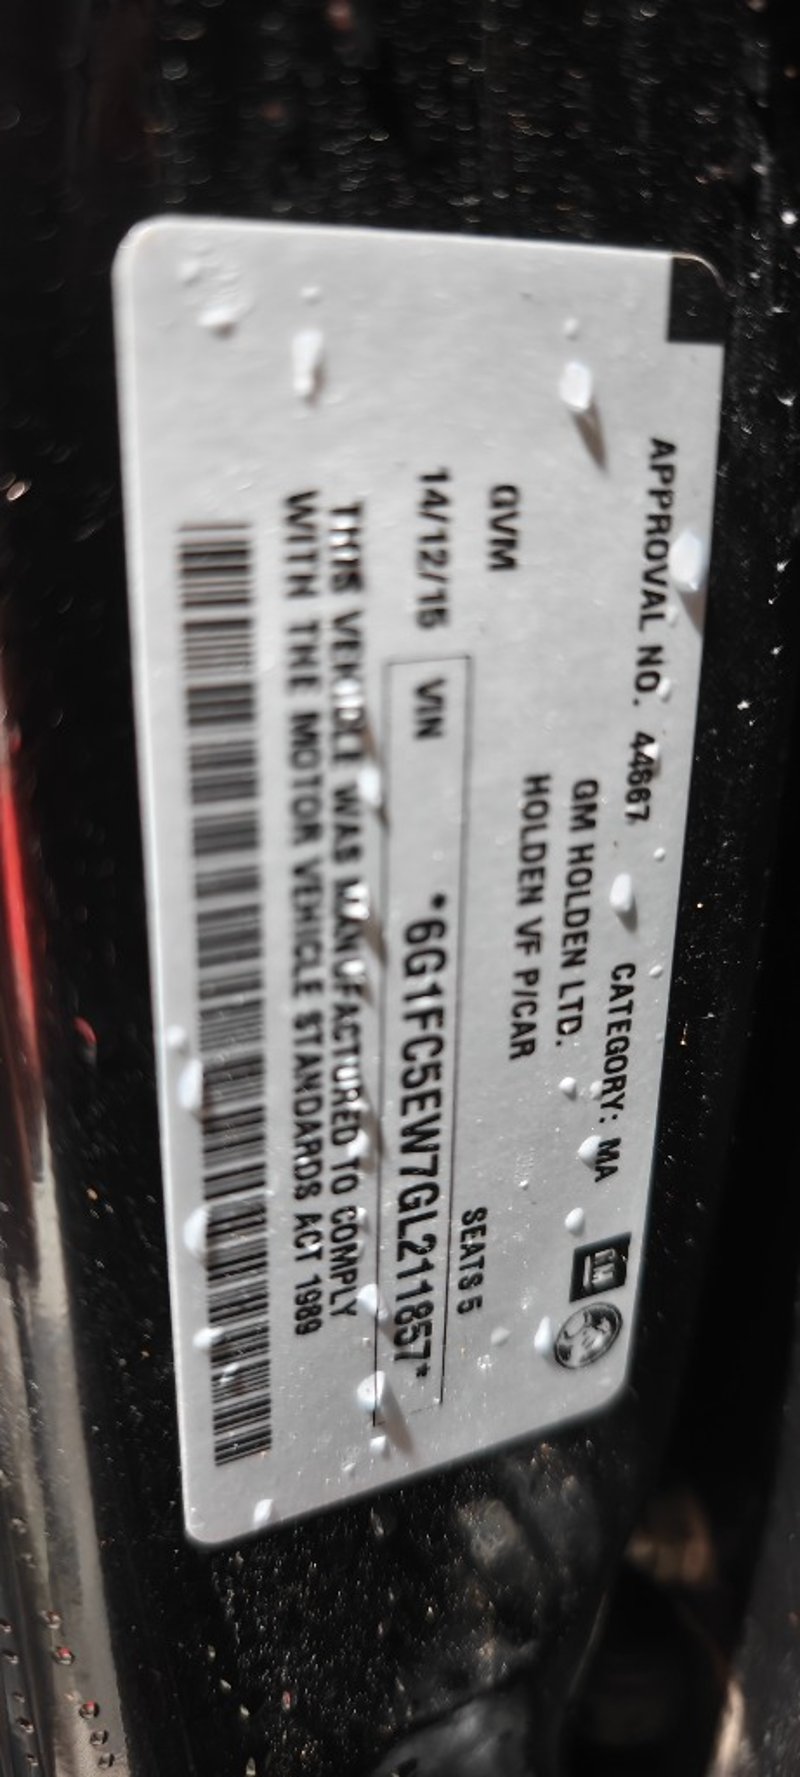 APPROVAL NO. 44667 CATEGORY: MA
GM
GM HOLDEN LTD.
HOLDEN VF P/CAR
GVM SEATS 5
14/12/15 VIN *6G1FC5EW7GL211857*
THIS VEHICLE WAS MANUFACTURED TO COMPLY
WITH THE MOTOR VEHICLE STANDARDS ACT 1989